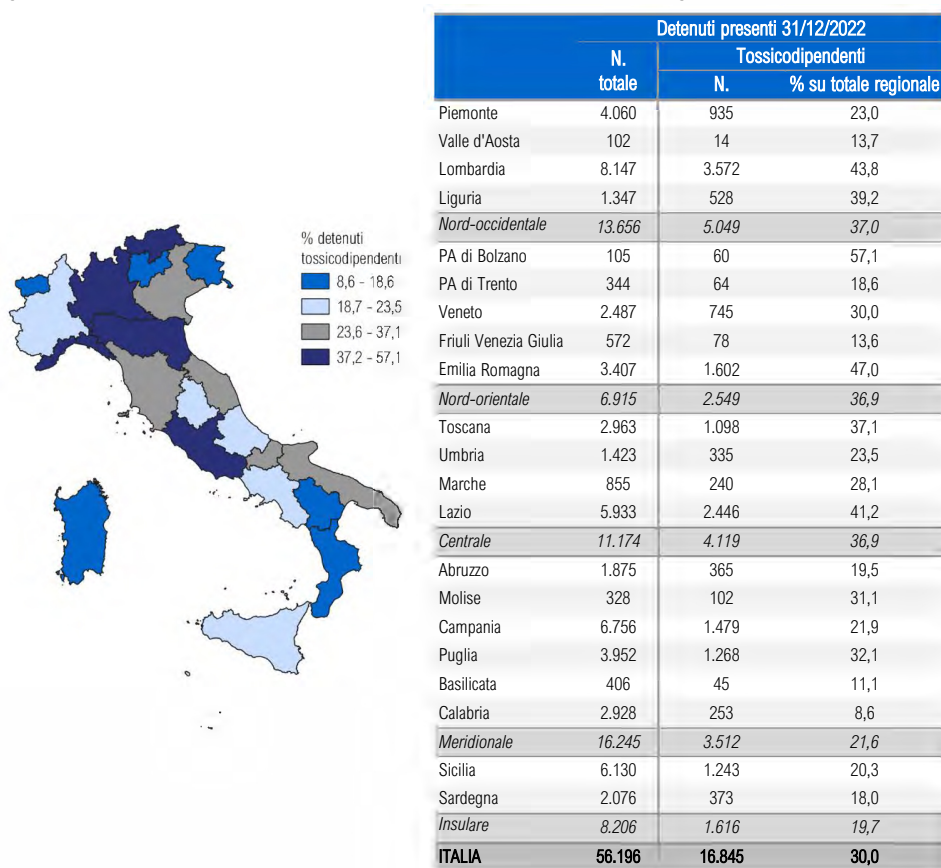 % detenuti
tossicodipendenti
8,6 - 18,6
18,7 - 23,5
23,6 - 37,1
37,2 - 57,1
Detenuti presenti 31/12/2022
N. totale Tossicodipendenti
N. % su totale regionale
Piemonte 4.060 935 23,0
Valle d'Aosta 102 14 13,7
Lombardia 8.147 3.572 43,8
Liguria 1.347 528 39,2
Nord-occidentale 13.656 5.049 37,0
PA di Bolzano 105 60 57,1
PA di Trento 344 64 18,6
Veneto 2.487 745 30,0
Friuli Venezia Giulia 572 78 13,6
Emilia Romagna 3.407 1.602 47,0
Nord-orientale 6.915 2.549 36,9
Toscana 2.963 1.098 37,1
Umbria 1.423 335 23,5
Marche 855 240 28,1
Lazio 5.933 2.446 41,2
Centrale 11.174 4.119 36,9
Abruzzo 1.875 365 19,5
Molise 328 102 31,1
Campania 6.756 1.479 21,9
Puglia 3.952 1.268 32,1
Basilicata 406 45 11,1
Calabria 2.928 253 8,6
Meridionale 16.245 3.512 21,6
Sicilia 6.130 1.243 20,3
Sardegna 2.076 373 18,0
Insulare 8.206 1.616 19,7
ITALIA 56.196 16.845 30,0